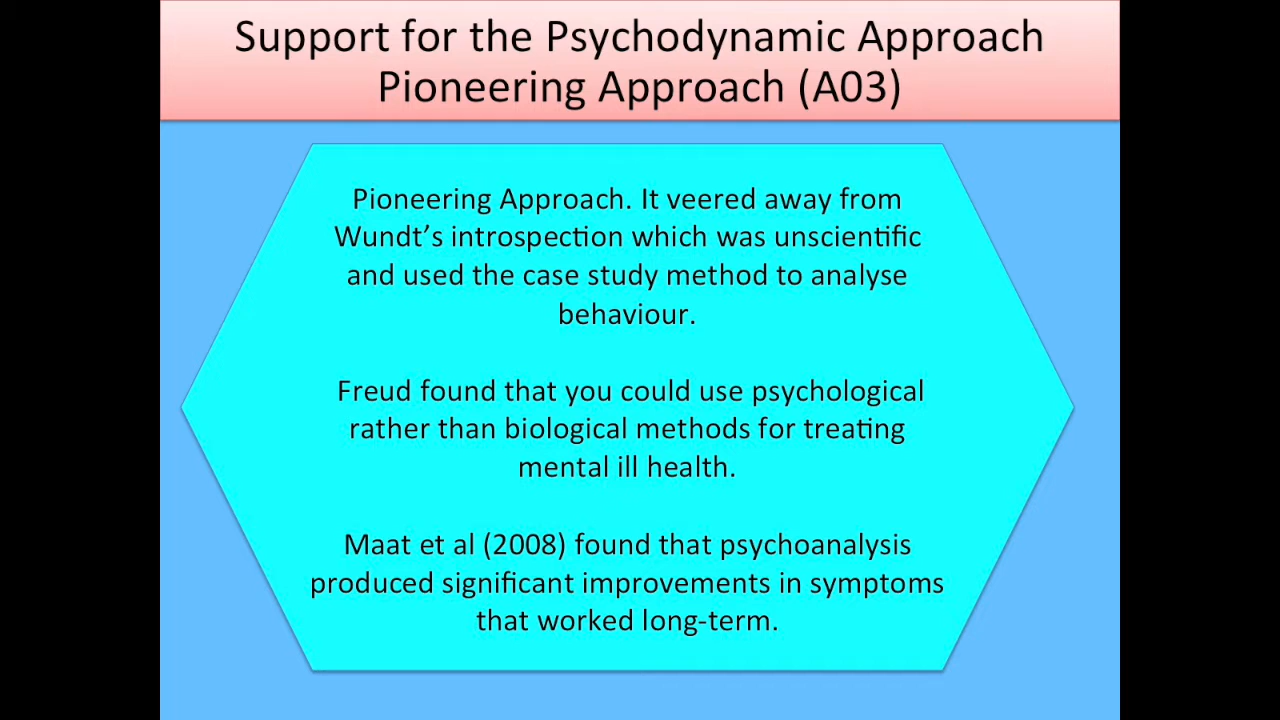 Support for the Psychodynamic Approach
Pioneering Approach (A03)
Pioneering Approach. It veered away from
Wundt’s introspection which was unscientific
and used the case study method to analyse
behaviour.
Freud found that you could use psychological
rather than biological methods for treating
mental ill health.
Maat et al (2008) found that psychoanalysis
produced significant improvements in symptoms
that worked long-term.